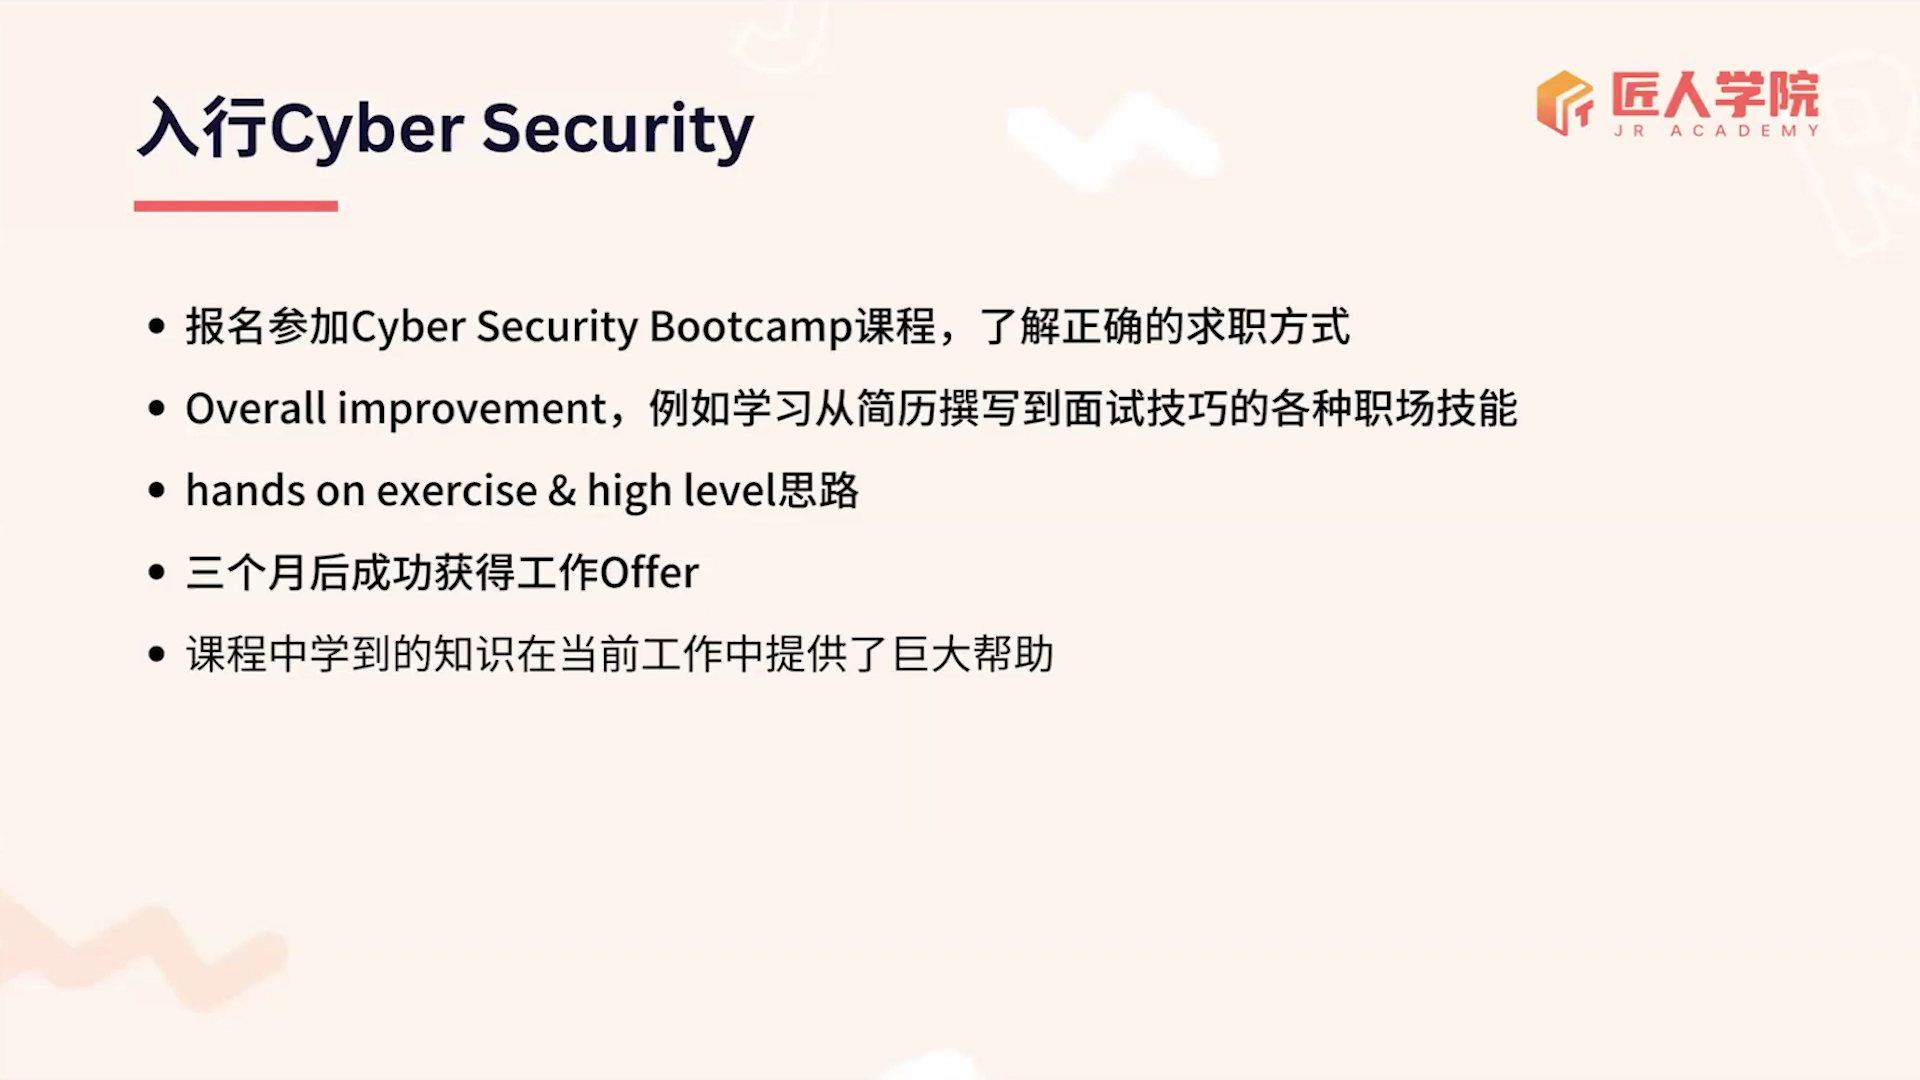 入行Cyber Security
匠人学院
JR ACADEMY
报名参加Cyber Security Bootcamp课程，了解正确的求职方式
Overall improvement，例如学习从简历撰写到面试技巧的各种职场技能
hands on exercise & high level思路
三个月后成功获得工作Offer
课程中学到的知识在当前工作中提供了巨大帮助